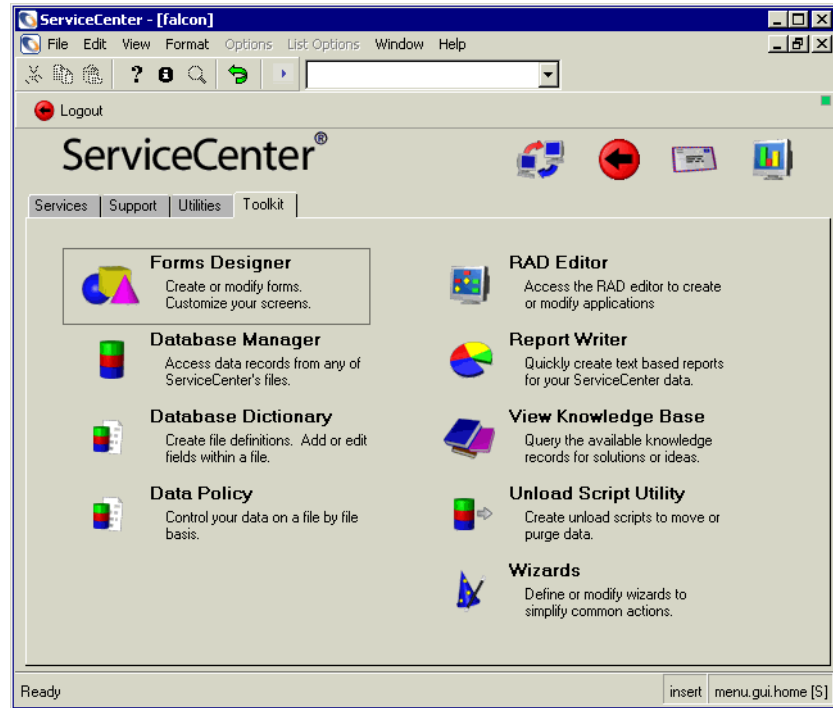 ServiceCenter - [falcon]
File Edit View Format Options List Options Window Help
Logout
ServiceCenter®
Services Support Utilities Toolkit
Forms Designer
Create or modify forms.
Customize your screens.
Database Manager
Access data records from any of
ServiceCenter's files.
Database Dictionary
Create file definitions. Add or edit
fields within a file.
Data Policy
Control your data on a file by file
basis.
RAD Editor
Access the RAD editor to create
or modify applications
Report Writer
Quickly create text based reports
for your ServiceCenter data.
View Knowledge Base
Query the available knowledge
records for solutions or ideas.
Unload Script Utility
Create unload scripts to move or
purge data.
Wizards
Define or modify wizards to
simplify common actions.
Ready insert menu.gui.home [S]